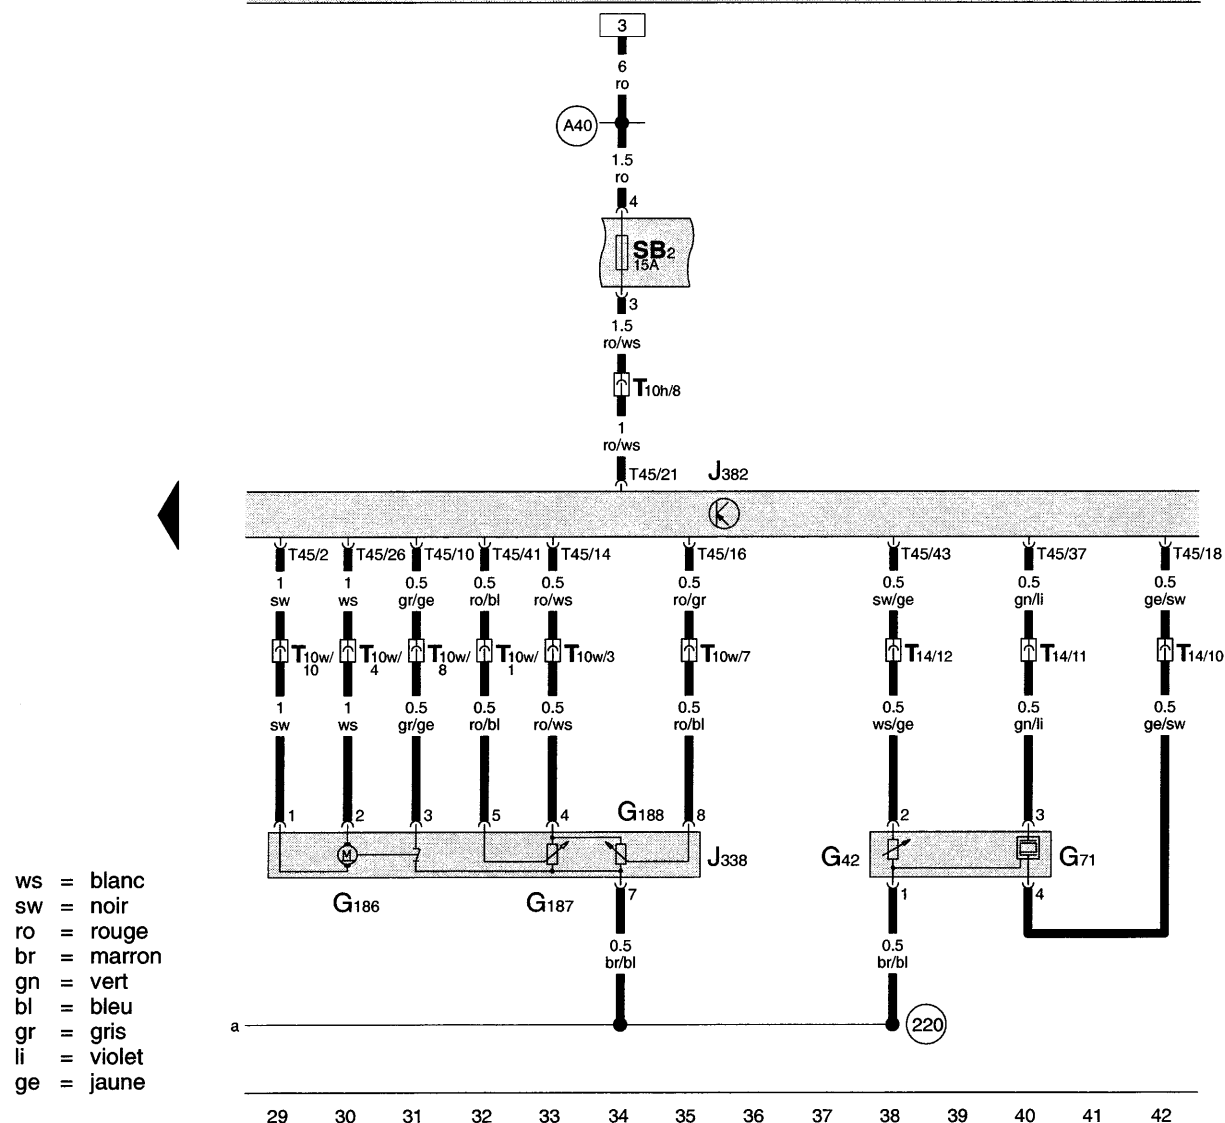 3
6
ro
A40
1.5
ro
4
SB2
15A
3
1.5
ro/ws
T10h/8
1
ro/ws
T45/21 J382
T45/2 T45/26 T45/10 T45/41 T45/14 T45/16 T45/43 T45/37 T45/18
1 1 0.5 0.5 0.5 0.5 0.5 0.5 0.5
sw ws gr/ge ro/bl ro/ws ro/gr sw/ge gn/li ge/sw
T10w/ T10w/ T10w/ T10w/ T10w/3 T10w/7 T14/12 T14/11 T14/10
10 4 8 1
1 1 0.5 0.5 0.5 0.5 0.5 0.5 0.5
sw ws gr/ge ro/bl ro/ws ro/bl ws/ge gn/li ge/sw
G188
1 2 3 5 4 8 2 3
M J338 G42 G71
7 1 4
G186 G187
ws = blanc
sw = noir
ro = rouge
br = marron
gn = vert
bl = bleu
gr = gris
li = violet
ge = jaune
0.5 0.5
br/bl br/bl
a 220
29 30 31 32 33 34 35 36 37 38 39 40 41 42